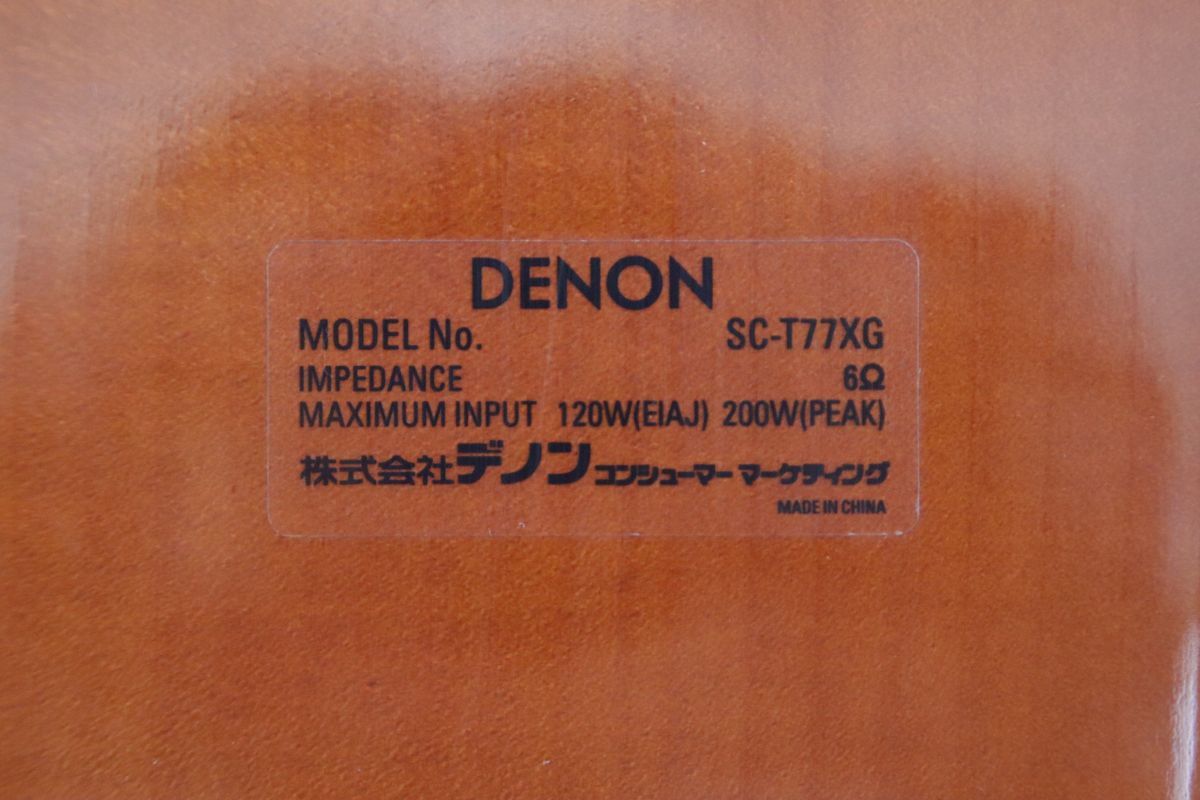 DENON
MODEL No. SC-T77XG
IMPEDANCE 6Ω
MAXIMUM INPUT 120W(EIAJ) 200W(PEAK)
株式会社デノン コンシューマー マーケティング
MADE IN CHINA